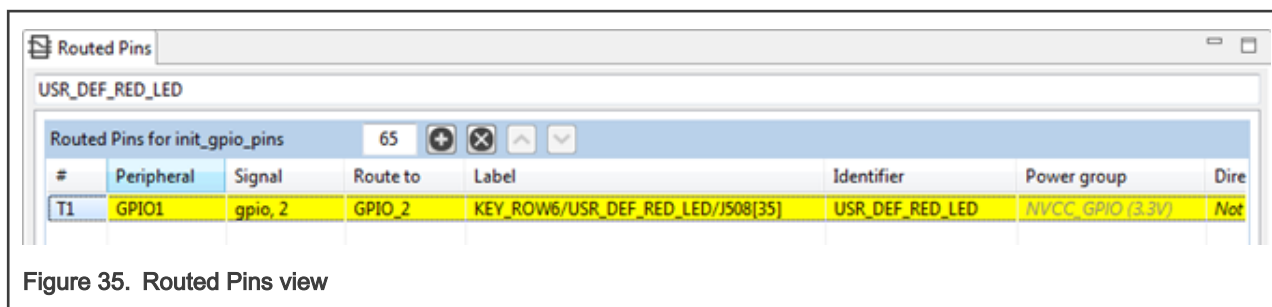 Routed Pins
USR_DEF_RED_LED
Routed Pins for init_gpio_pins 65
# Peripheral Signal Route to Label Identifier Power group Dire
T1 GPIO1 gpio, 2 GPIO_2 KEY_ROW6/USR_DEF_RED_LED/J508[35] USR_DEF_RED_LED NVCC_GPIO (3.3V) Not
Figure 35. Routed Pins view